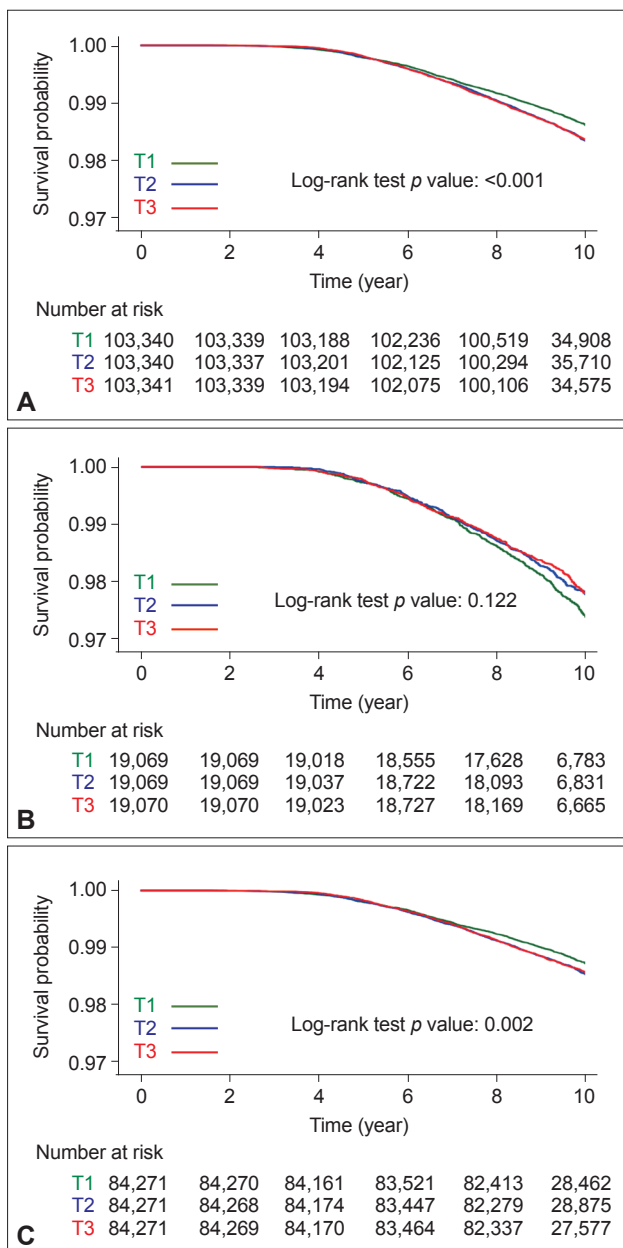 1.00
0.99
0.98
0.97
Survival probability
T1
T2
T3
Log-rank test p value: <0.001
0 2 4 6 8 10
Time (year)
Number at risk
T1 103,340 103,339 103,188 102,236 100,519 34,908
T2 103,340 103,337 103,201 102,125 100,294 35,710
T3 103,341 103,339 103,194 102,075 100,106 34,575
A
1.00
0.99
0.98
0.97
Survival probability
T1
T2
T3
Log-rank test p value: 0.122
0 2 4 6 8 10
Time (year)
Number at risk
T1 19,069 19,069 19,018 18,555 17,628 6,783
T2 19,069 19,069 19,037 18,722 18,093 6,831
T3 19,070 19,070 19,023 18,727 18,169 6,665
B
1.00
0.99
0.98
0.97
Survival probability
T1
T2
T3
Log-rank test p value: 0.002
0 2 4 6 8 10
Time (year)
Number at risk
T1 84,271 84,270 84,161 83,521 82,413 28,462
T2 84,271 84,268 84,174 83,447 82,279 28,875
T3 84,271 84,269 84,170 83,464 82,337 27,577
C